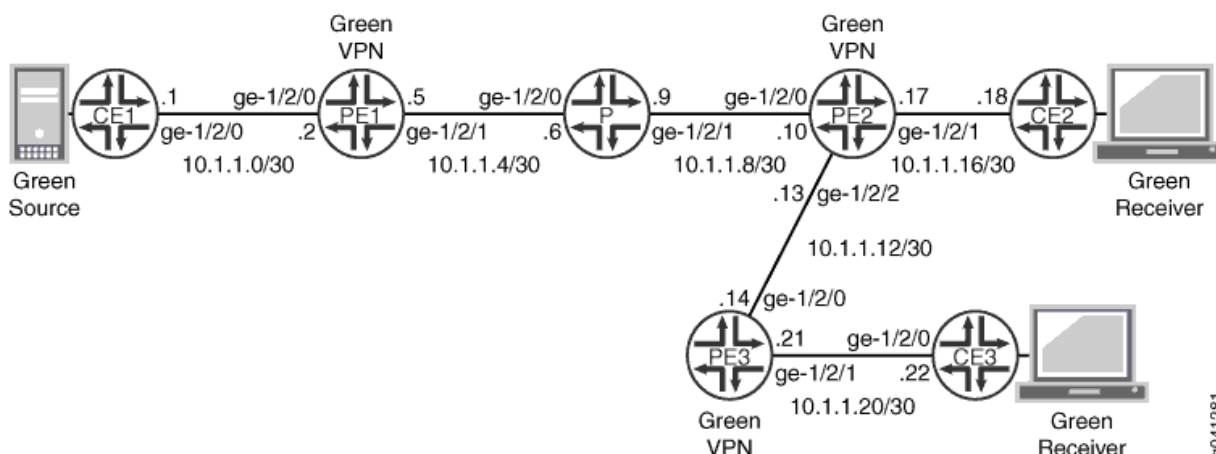 Green
VPN
Green
VPN
.1
ge-1/2/0
.5
ge-1/2/0
.9
ge-1/2/0
.17
.18
CE1
PE1
P
PE2
CE2
ge-1/2/0
.2
ge-1/2/1
.6
ge-1/2/1
.10
ge-1/2/1
10.1.1.0/30
10.1.1.4/30
10.1.1.8/30
10.1.1.16/30
Green
Source
Green
Receiver
.13
ge-1/2/2
10.1.1.12/30
.14
ge-1/2/0
.21
ge-1/2/0
PE3
CE3
ge-1/2/1
.22
10.1.1.20/30
Green
VPN
Green
Receiver
g041281